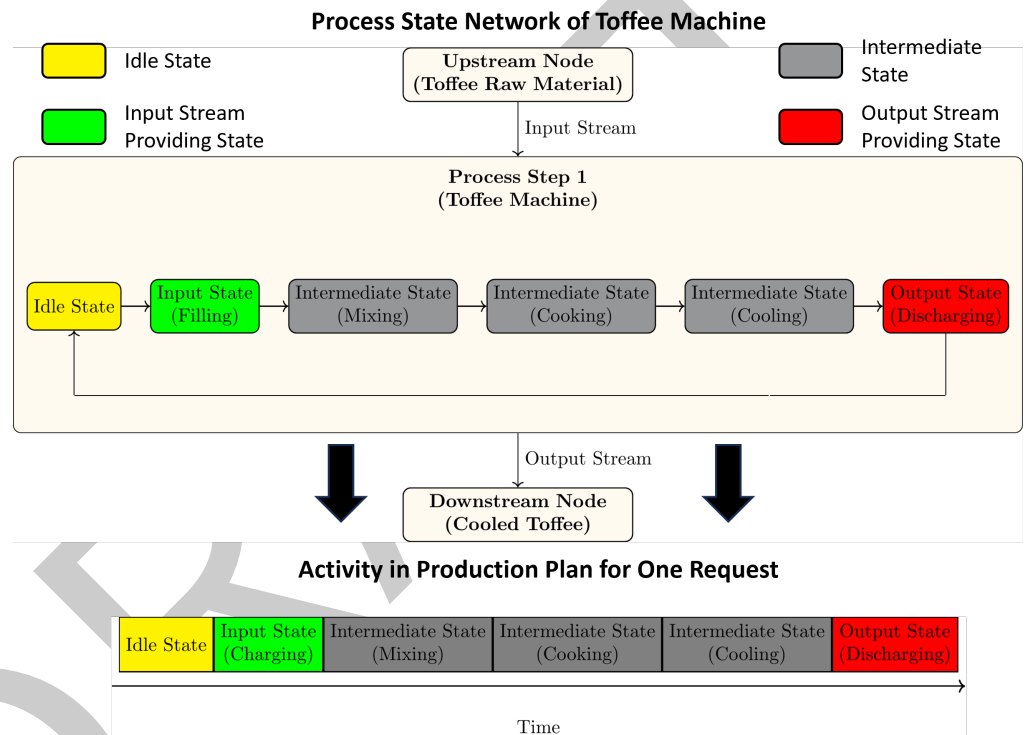 Process State Network of Toffee Machine
Idle State
Input Stream
Providing State
Intermediate
State
Output Stream
Providing State
Upstream Node
(Toffee Raw Material)
Input Stream
Process Step 1
(Toffee Machine)
Idle State
Input State
(Filling)
Intermediate State
(Mixing)
Intermediate State
(Cooking)
Intermediate State
(Cooling)
Output State
(Discharging)
Output Stream
Downstream Node
(Cooled Toffee)
Activity in Production Plan for One Request
Idle State
Input State
(Charging)
Intermediate State
(Mixing)
Intermediate State
(Cooking)
Intermediate State
(Cooling)
Output State
(Discharging)
Time